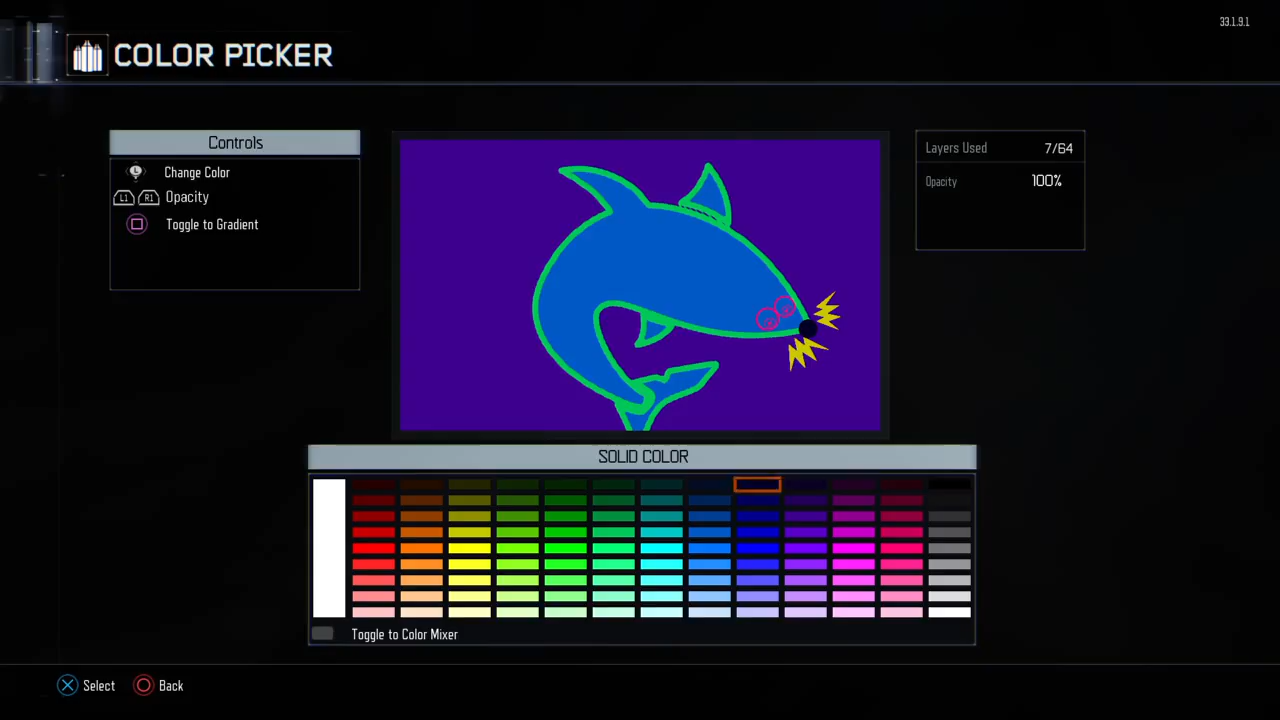 33.1.9.1
COLOR PICKER
Controls
L Change Color
L1 R1 Opacity
Toggle to Gradient
Layers Used 7/64
Opacity 100%
SOLID COLOR
Toggle to Color Mixer
Select Back